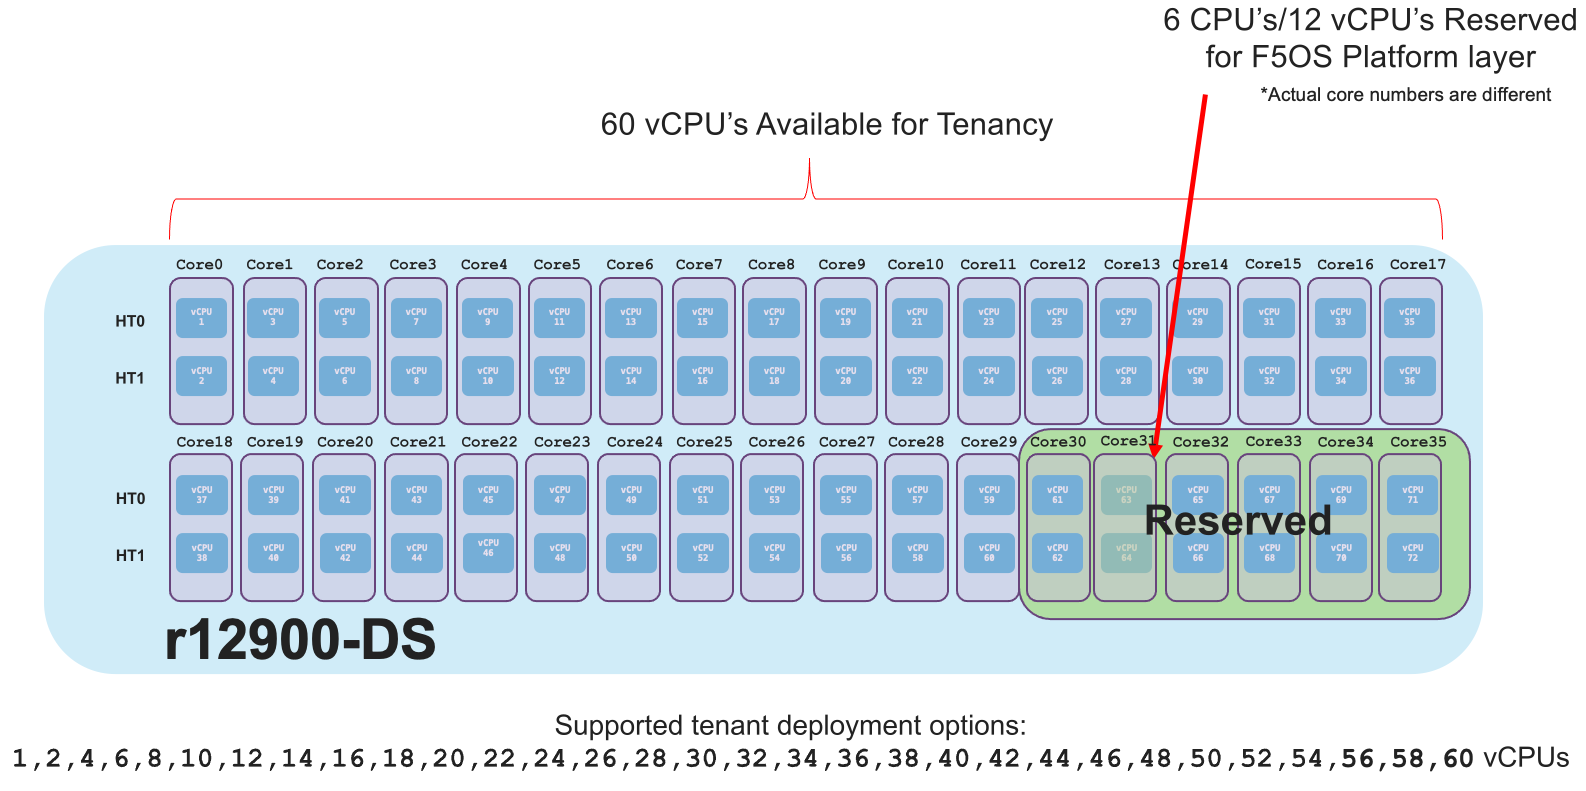 6 CPU’s/12 vCPU’s Reserved
for F5OS Platform layer
*Actual core numbers are different
60 vCPU’s Available for Tenancy
Core0 Core1 Core2 Core3 Core4 Core5 Core6 Core7 Core8 Core9 Core10 Core11 Core12 Core13 Core14 Core15 Core16 Core17
HT0
vCPU vCPU vCPU vCPU vCPU vCPU vCPU vCPU vCPU vCPU vCPU vCPU vCPU vCPU vCPU vCPU vCPU vCPU
1 3 5 7 9 11 13 15 17 19 21 23 25 27 29 31 33 35
HT1
vCPU vCPU vCPU vCPU vCPU vCPU vCPU vCPU vCPU vCPU vCPU vCPU vCPU vCPU vCPU vCPU vCPU vCPU
2 4 6 8 10 12 14 16 18 20 22 24 26 28 30 32 34 36
Core18 Core19 Core20 Core21 Core22 Core23 Core24 Core25 Core26 Core27 Core28 Core29 Core30 Core31 Core32 Core33 Core34 Core35
HT0
vCPU vCPU vCPU vCPU vCPU vCPU vCPU vCPU vCPU vCPU vCPU vCPU vCPU vCPU vCPU vCPU vCPU vCPU
37 39 41 43 45 47 49 51 53 55 57 59 61 63 65 67 69 71
Reserved
HT1
vCPU vCPU vCPU vCPU vCPU vCPU vCPU vCPU vCPU vCPU vCPU vCPU vCPU vCPU vCPU vCPU vCPU vCPU
38 40 42 44 46 48 50 52 54 56 58 60 62 64 66 68 70 72
r12900-DS
Supported tenant deployment options:
1,2,4,6,8,10,12,14,16,18,20,22,24,26,28,30,32,34,36,38,40,42,44,46,48,50,52,54,56,58,60 vCPUs